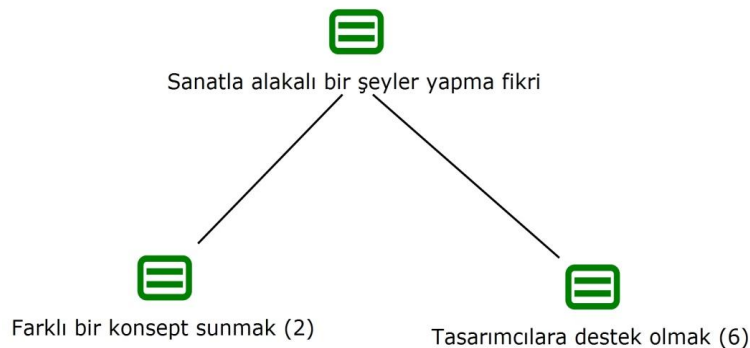 Sanatla alakalı bir şeyler yapma fikri
Farklı bir konsept sunmak (2)
Tasarımcılara destek olmak (6)